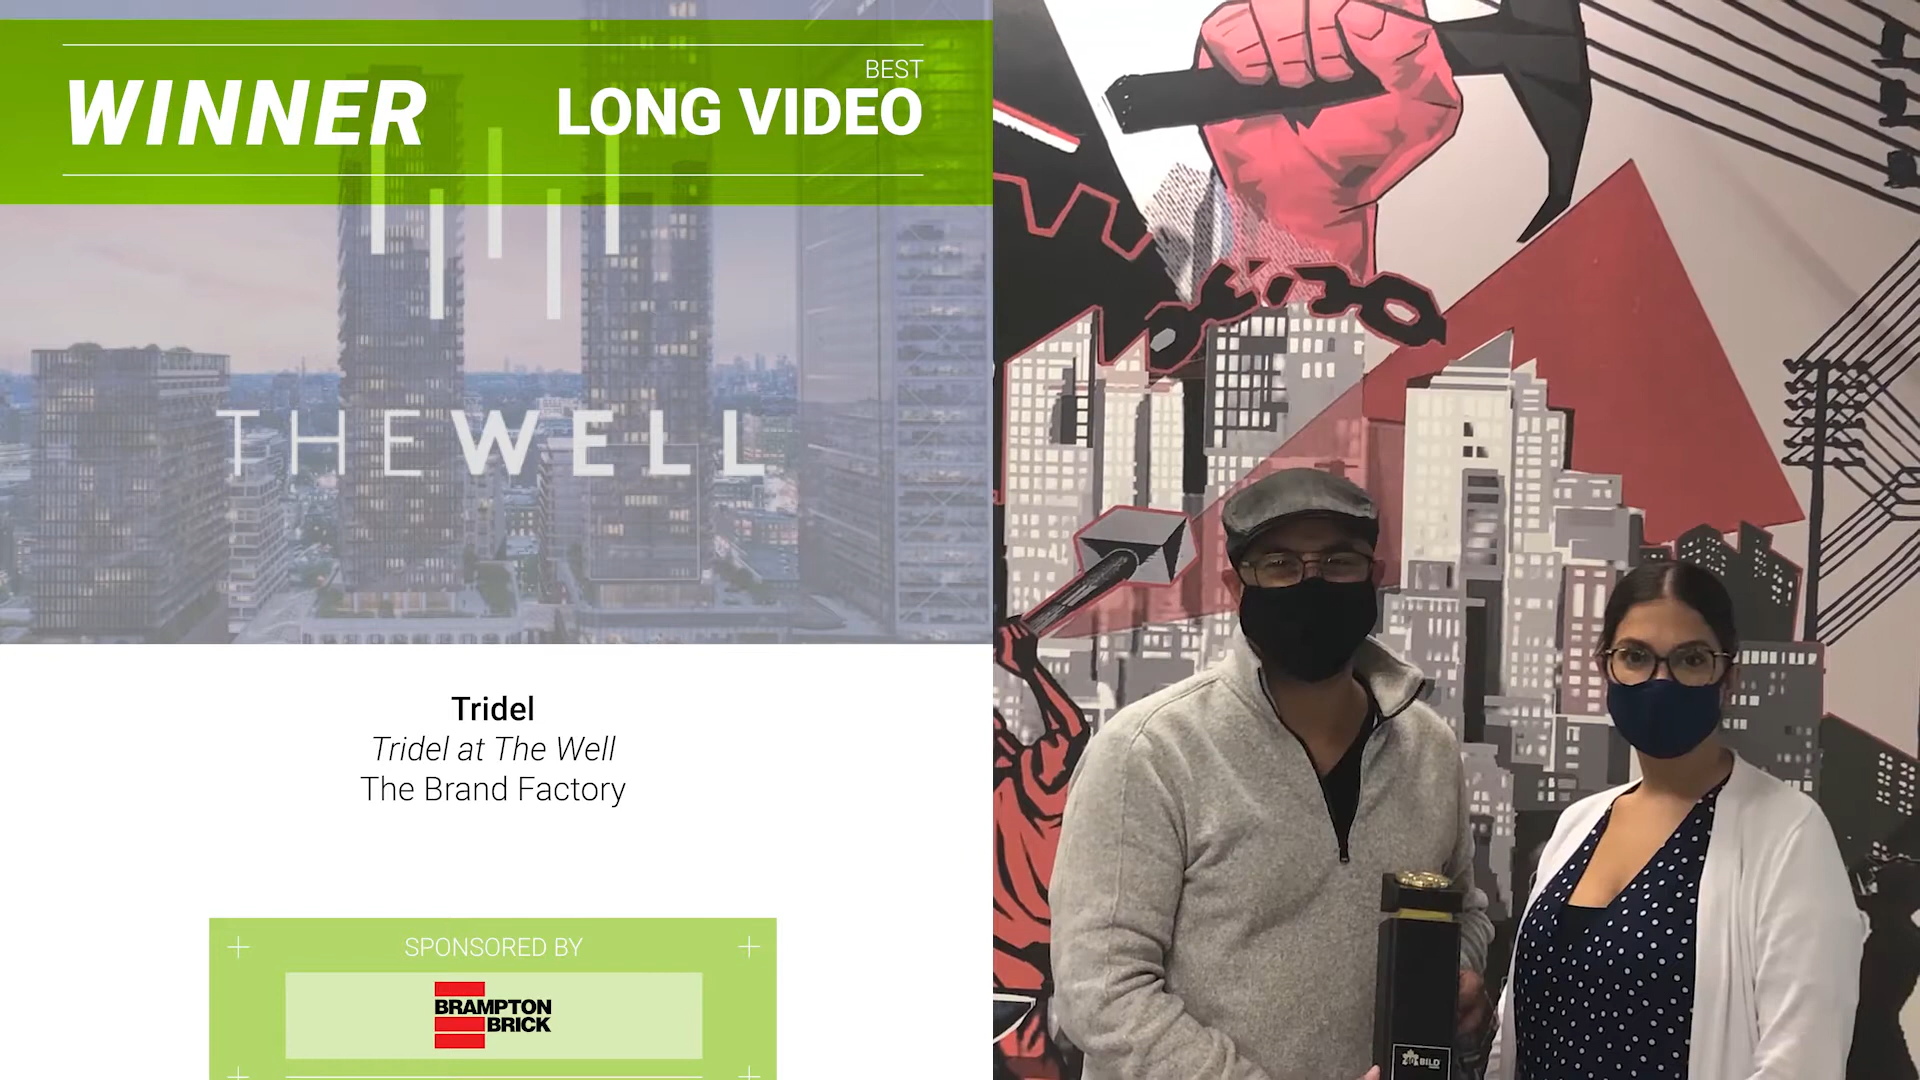 WINNER
BEST
LONG VIDEO
THE WELL
Tridel
Tridel at The Well
The Brand Factory
SPONSORED BY
BRAMPTON
BRICK
BILD